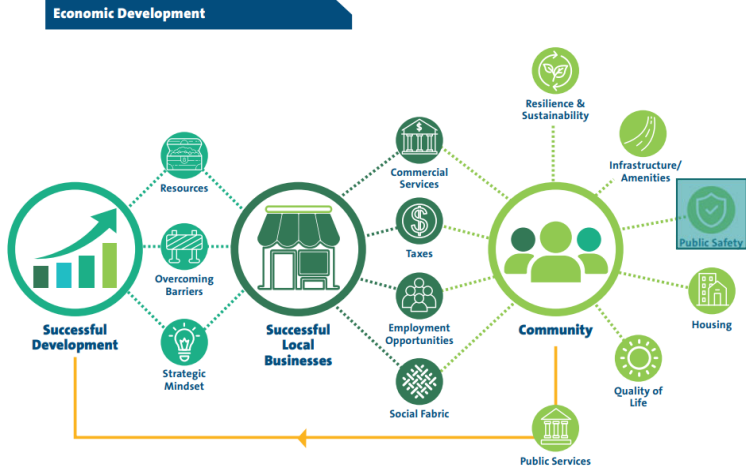 Economic Development
Resilience &
Sustainability
Infrastructure/
Amenities
Resources
Commercial
Services
Public Safety
Taxes
Overcoming
Barriers
Housing
Successful
Development
Successful
Local
Businesses
Employment
Opportunities
Community
Strategic
Mindset
Quality of
Life
Social Fabric
Public Services
$
$